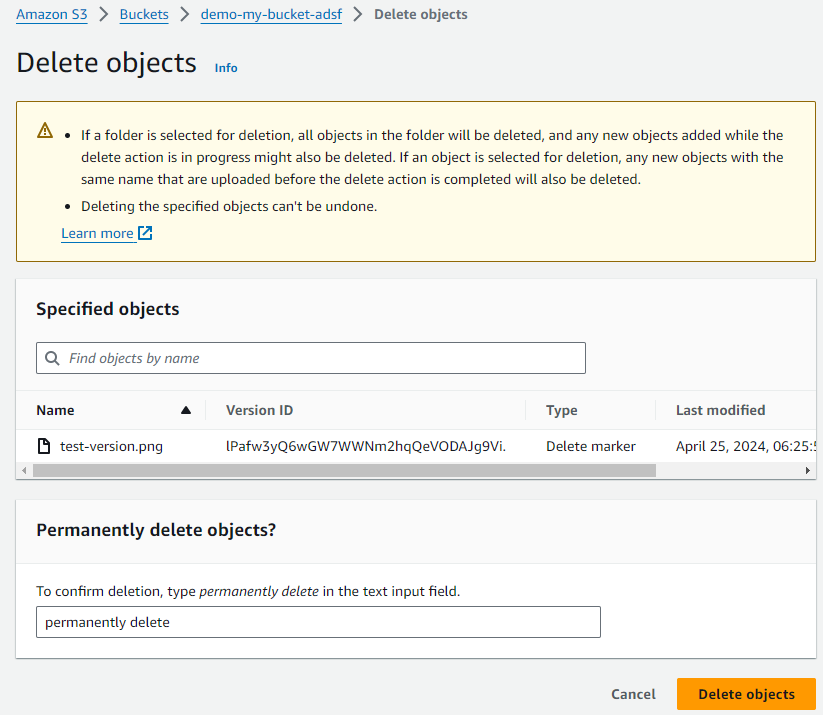 Amazon S3 > Buckets > demo-my-bucket-adsf > Delete objects
Delete objects Info
If a folder is selected for deletion, all objects in the folder will be deleted, and any new objects added while the
delete action is in progress might also be deleted. If an object is selected for deletion, any new objects with the
same name that are uploaded before the delete action is completed will also be deleted.
Deleting the specified objects can't be undone.
Learn more
Specified objects
Find objects by name
Name Version ID Type Last modified
test-version.png lPafw3yQ6wGW7WWNm2hqQeVODAJg9Vi. Delete marker April 25, 2024, 06:25:5
Permanently delete objects?
To confirm deletion, type permanently delete in the text input field.
permanently delete
Cancel Delete objects